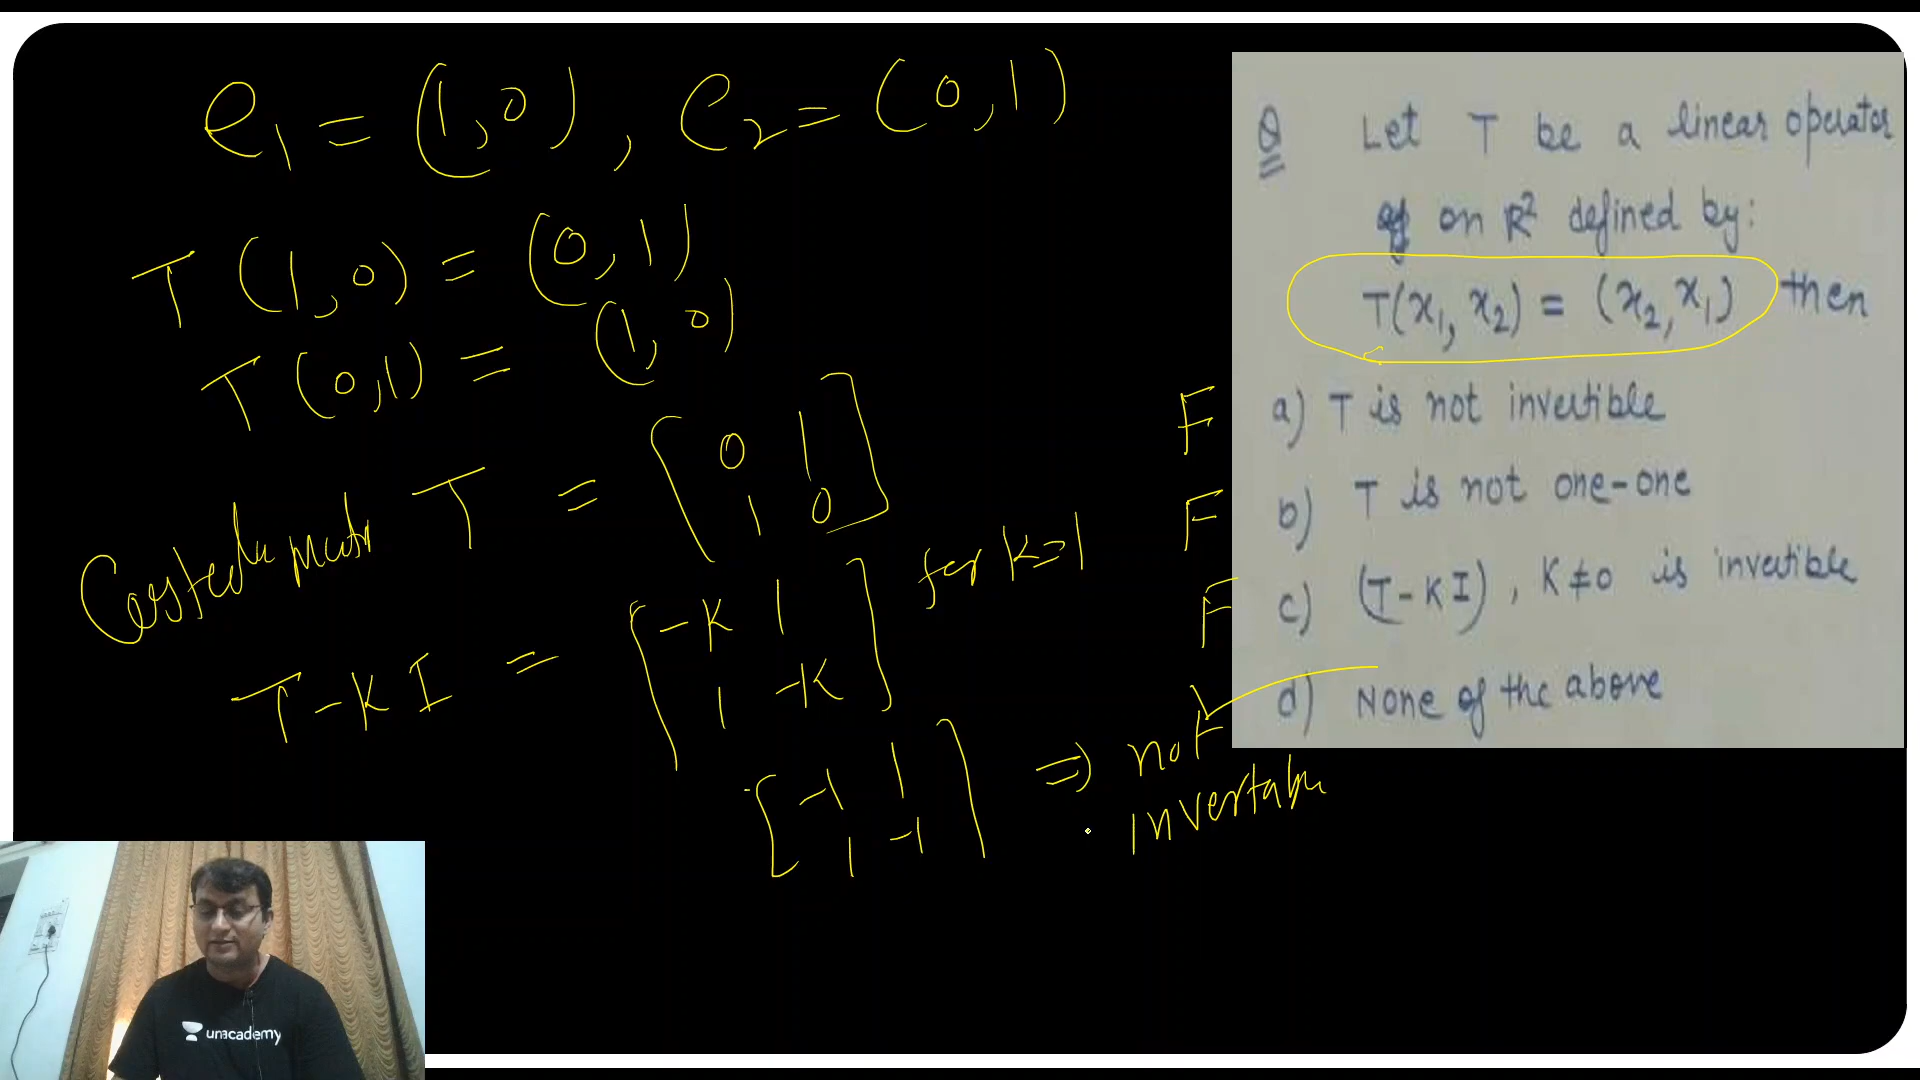 e₁ = (1,0), e₂ = (0,1)
T(1,0) = (0,1)
T(0,1) = (1,0)
T = [0 1
1 0]
T-KI = [-K 1
1 -K] for K=1
[-1 1
1 -1] ⇒ not
invertable
Q Let T be a linear operator
on R² defined by:
T(x₁, x₂) = (x₂, x₁) then
F a) T is not invertible
F b) T is not one-one
F c) (T-KI), K≠0 is invertible
d) None of the above
unacademy